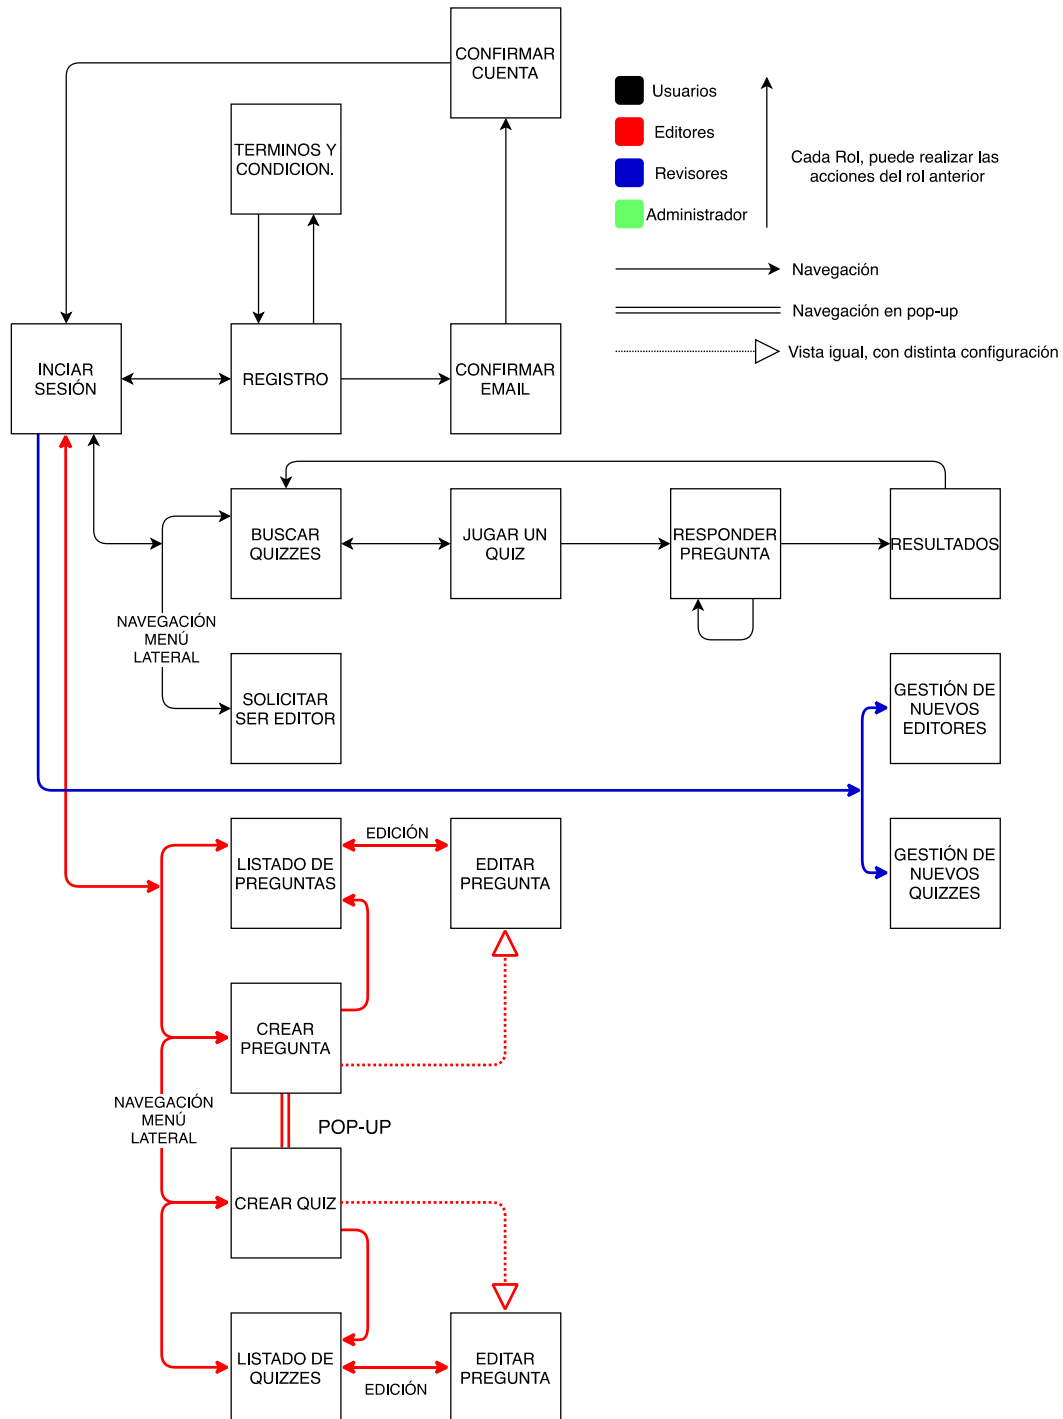 CONFIRMAR
CUENTA
Usuarios
Editores
Revisores
Administrador
Cada Rol, puede realizar las
acciones del rol anterior
TERMINOS Y
CONDICION.
Navegación
Navegación en pop-up
Vista igual, con distinta configuración
INCIAR
SESIÓN
REGISTRO
CONFIRMAR
EMAIL
BUSCAR
QUIZZES
JUGAR UN
QUIZ
RESPONDER
PREGUNTA
RESULTADOS
NAVEGACIÓN
MENÚ
LATERAL
SOLICITAR
SER EDITOR
GESTIÓN DE
NUEVOS
EDITORES
LISTADO DE
PREGUNTAS
EDICIÓN
EDITAR
PREGUNTA
GESTIÓN DE
NUEVOS
QUIZZES
CREAR
PREGUNTA
NAVEGACIÓN
MENÚ
LATERAL
POP-UP
CREAR QUIZ
LISTADO DE
QUIZZES
EDICIÓN
EDITAR
PREGUNTA